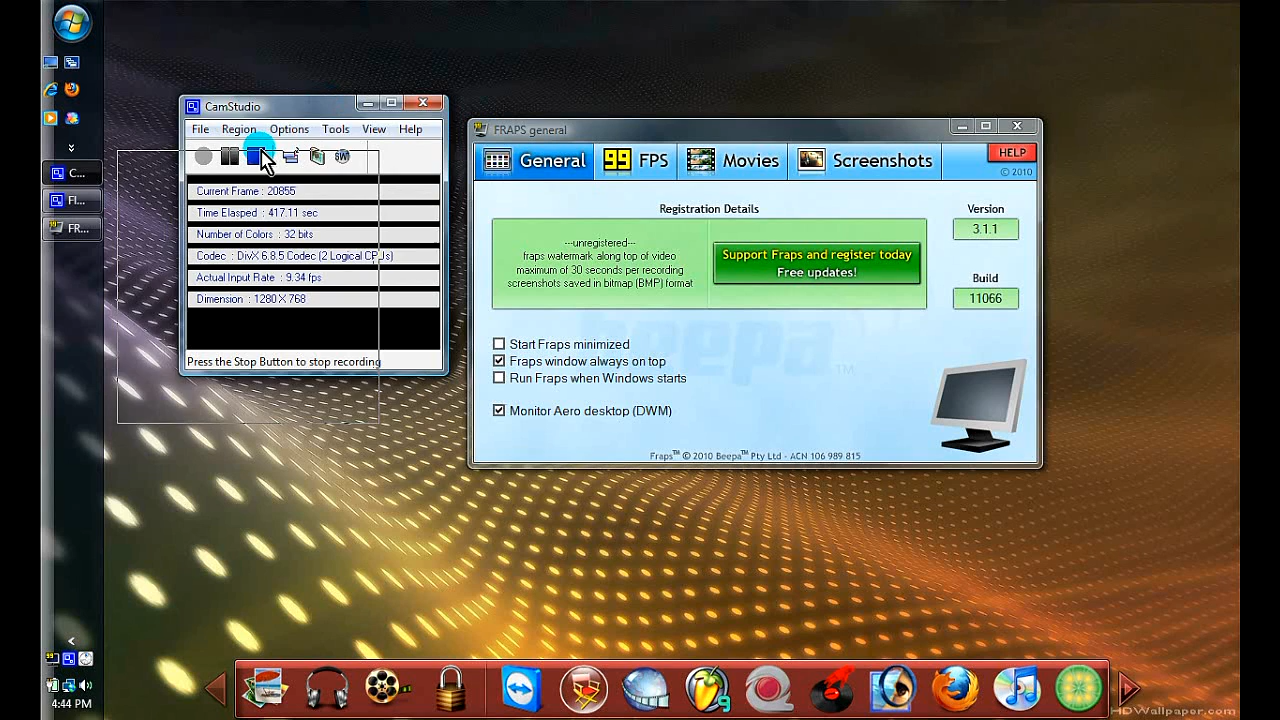 CamStudio
File Region Options Tools View Help
Current Frame : 20855
Time Elasped : 417.11 sec
Number of Colors : 32 bits
Codec : DivX 6.8.5 Codec (2 Logical CPUs)
Actual Input Rate : 9.34 fps
Dimension : 1280 X 768
Press the Stop Button to stop recording
FRAPS general
General
99 FPS
Movies
Screenshots
HELP
© 2010
Registration Details
---unregistered---
fraps watermark along top of video
maximum of 30 seconds per recording
screenshots saved in bitmap (BMP) format
Support Fraps and register today
Free updates!
Version
3.1.1
Build
11066
Start Fraps minimized
Fraps window always on top
Run Fraps when Windows starts
Monitor Aero desktop (DWM)
beepa™
Fraps™ © 2010 Beepa™ Pty Ltd - ACN 106 989 815
C...
Fl...
FR...
4:44 PM
9
HDWallpaper.com